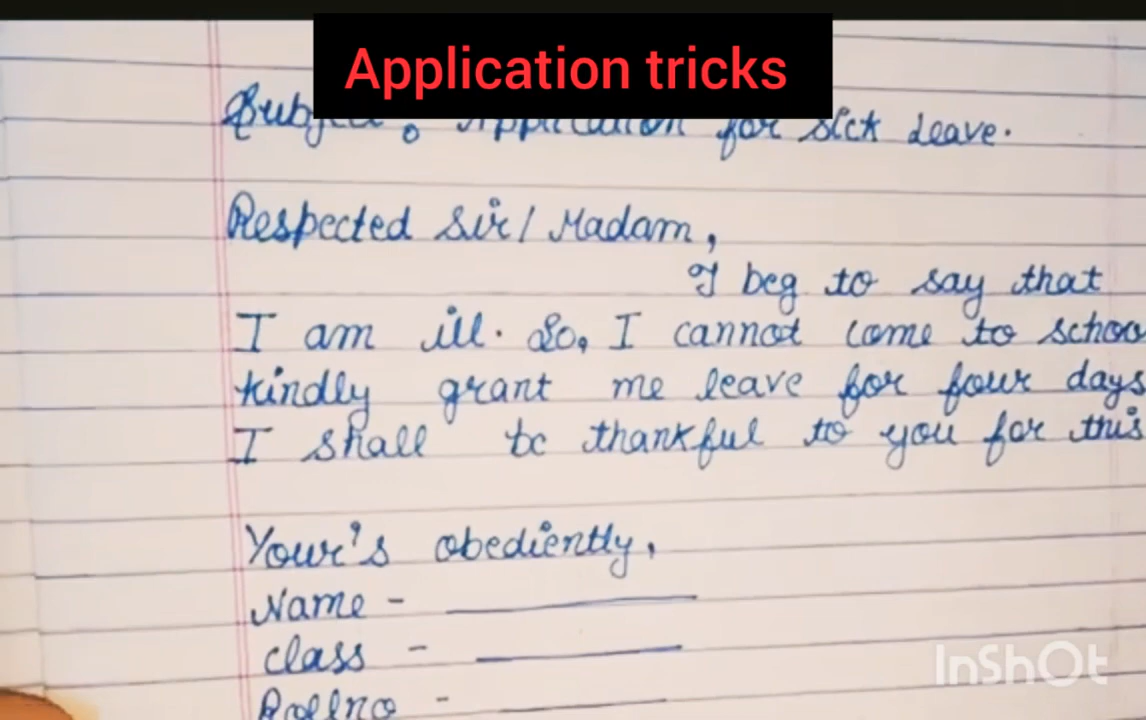 Application tricks
Subject: Application for sick leave.
Respected Sir/Madam,
I beg to say that
I am ill. So, I cannot come to schoo
kindly grant me leave for four days
I shall be thankful to you for this
Your's obediently,
Name -
class -
Rollno -
InShOt